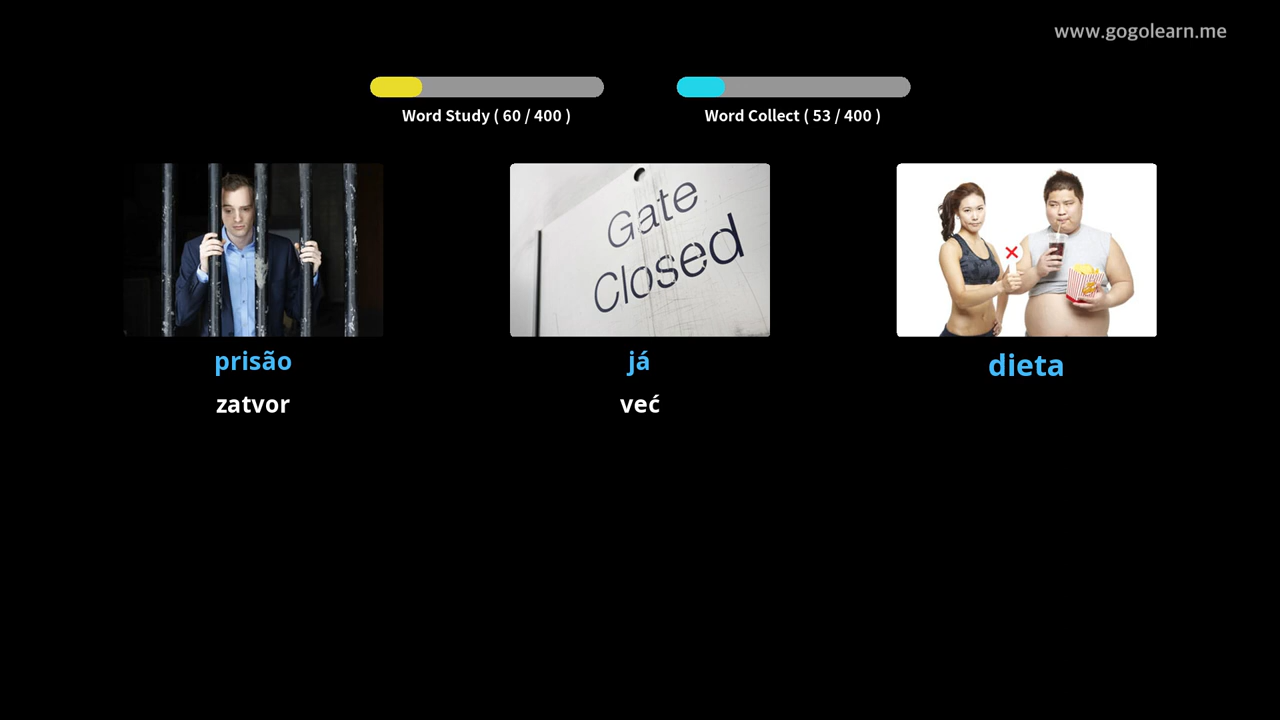 www.gogolearn.me
Word Study ( 60 / 400 )
Word Collect ( 53 / 400 )
Gate
Closed
prisão
já
dieta
zatvor
već